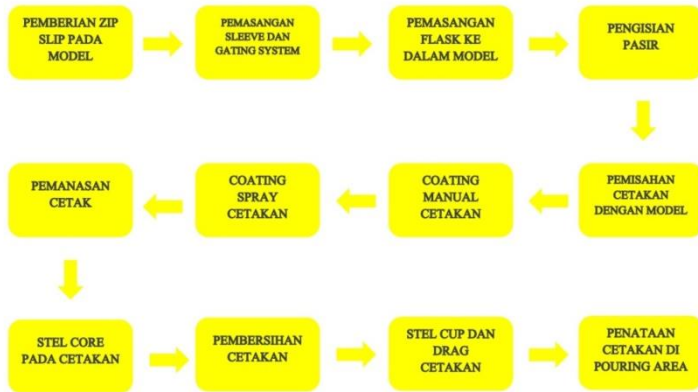 PEMBERIAN ZIP
SLIP PADA
MODEL
PEMASANGAN
SLEEVE DAN
GATING SYSTEM
PEMASANGAN
FLASK KE
DALAM MODEL
PENGISIAN
PASIR
PEMISAHAN
CETAKAN
DENGAN MODEL
COATING
MANUAL
CETAKAN
COATING
SPRAY
CETAKAN
PEMANASAN
CETAK
STEL CORE
PADA CETAKAN
PEMBERSIHAN
CETAKAN
STEL CUP DAN
DRAG
CETAKAN
PENATAAN
CETAKAN DI
POURING AREA